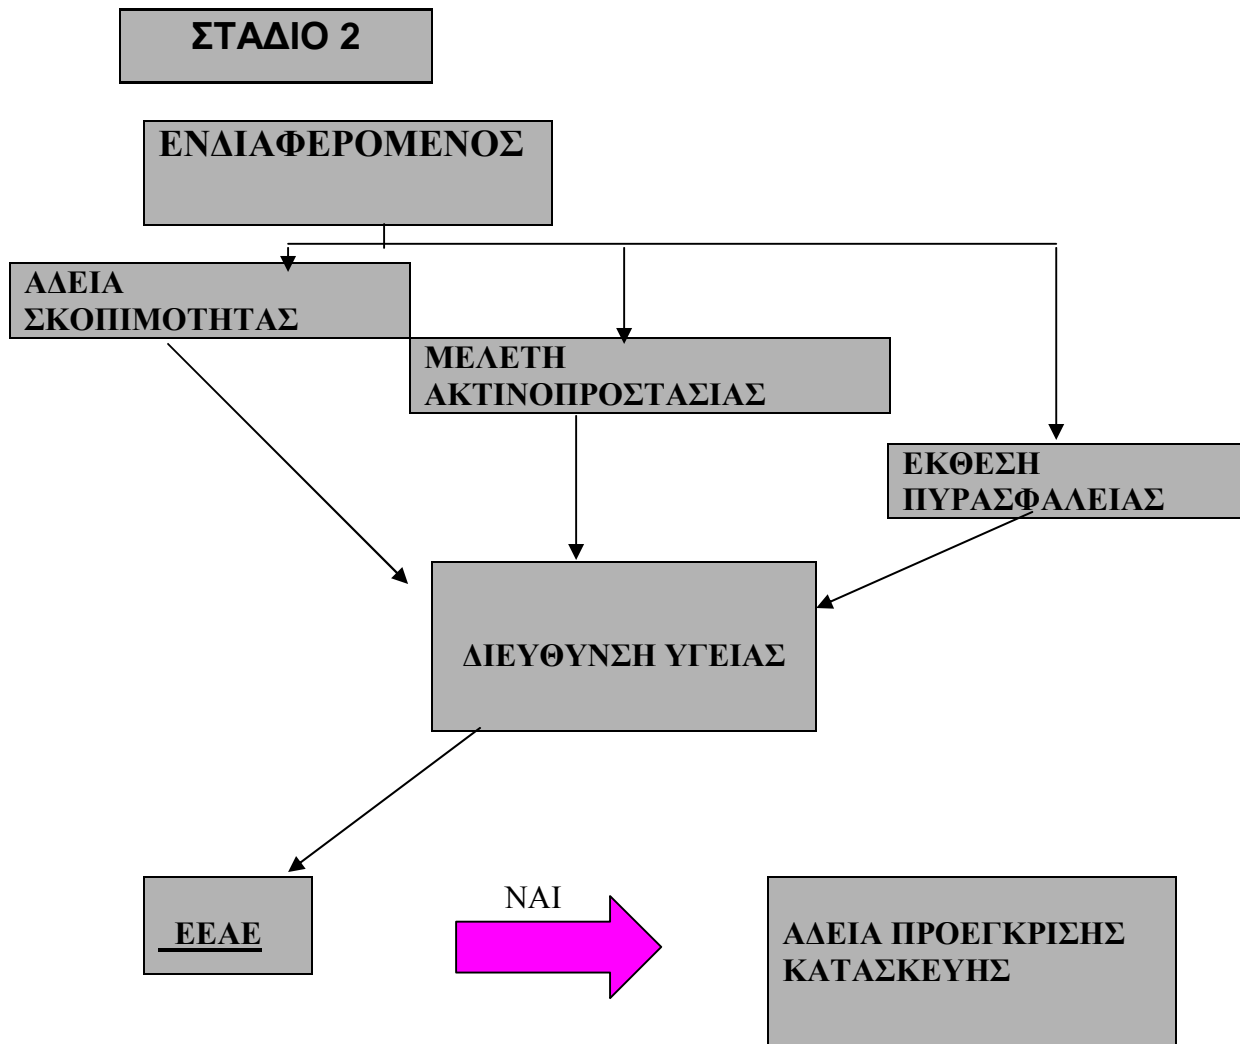 ΣΤΑΔΙΟ 2
ΕΝΔΙΑΦΕΡΟΜΕΝΟΣ
ΑΔΕΙΑ
ΣΚΟΠΙΜΟΤΗΤΑΣ
ΜΕΛΕΤΗ
ΑΚΤΙΝΟΠΡΟΣΤΑΣΙΑΣ
ΕΚΘΕΣΗ
ΠΥΡΑΣΦΑΛΕΙΑΣ
ΔΙΕΥΘΥΝΣΗ ΥΓΕΙΑΣ
ΕΕΑΕ
ΝΑΙ
ΑΔΕΙΑ ΠΡΟΕΓΚΡΙΣΗΣ
ΚΑΤΑΣΚΕΥΗΣ